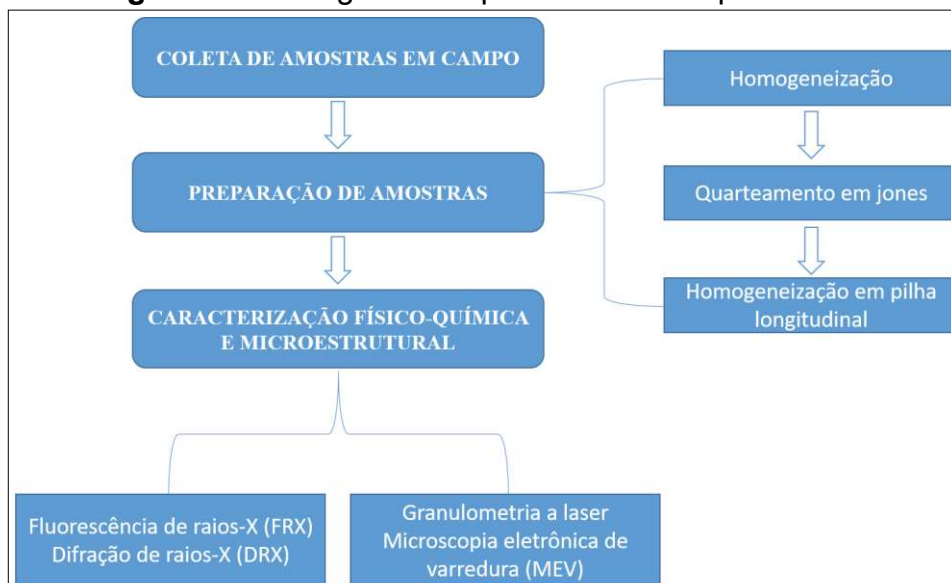 COLETA DE AMOSTRAS EM CAMPO
PREPARAÇÃO DE AMOSTRAS
CARACTERIZAÇÃO FÍSICO-QUÍMICA
E MICROESTRUTURAL
Homogeneização
Quarteamento em jones
Homogeneização em pilha
longitudinal
Fluorescência de raios-X (FRX)
Difração de raios-X (DRX)
Granulometria a laser
Microscopia eletrônica de
varredura (MEV)